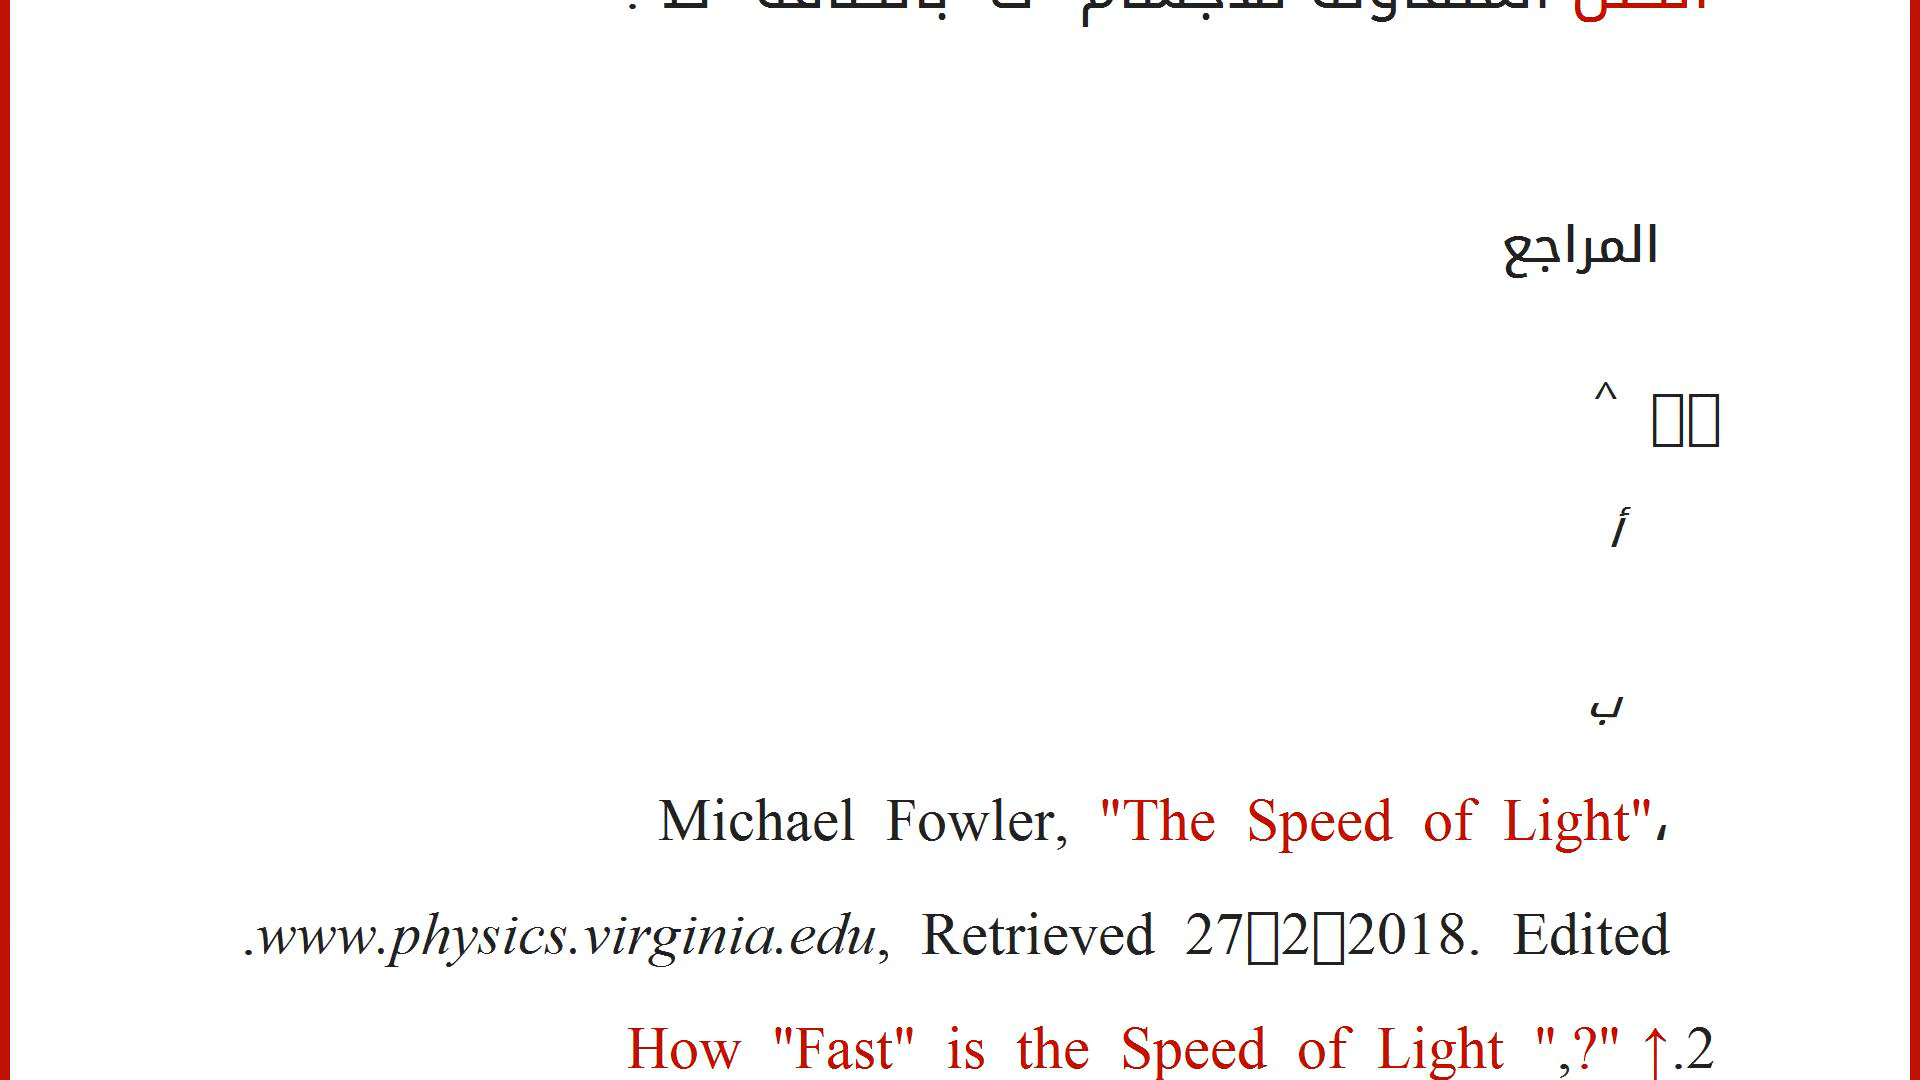 المراجع
^
أ
ب
Michael Fowler, "The Speed of Light"،
www.physics.virginia.edu, Retrieved 27 2 2018. Edited.
2.↑ "How "Fast" is the Speed of Light ",?